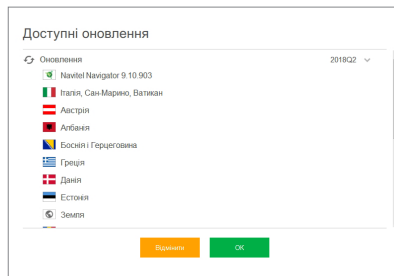 Доступні оновлення
Оновлення 2018Q2
Navitel Navigator 9.10.903
Італія, Сан-Марино, Ватикан
Австрія
Албанія
Боснія і Герцеговина
Греція
Данія
Естонія
Земля
Відмінити OK